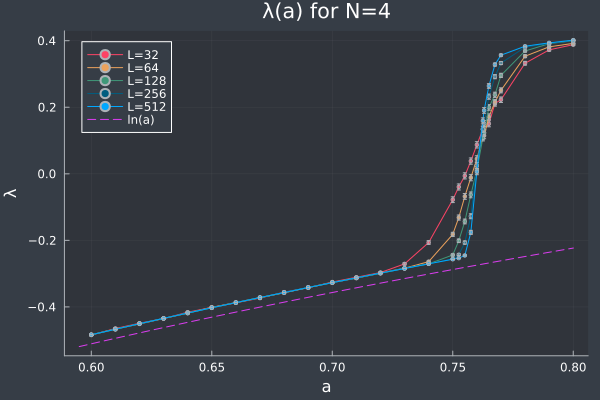 λ(a) for N=4
0.4
0.2
0.0
−0.2
−0.4
λ
L=32
L=64
L=128
L=256
L=512
ln(a)
0.60
0.65
0.70
0.75
0.80
a